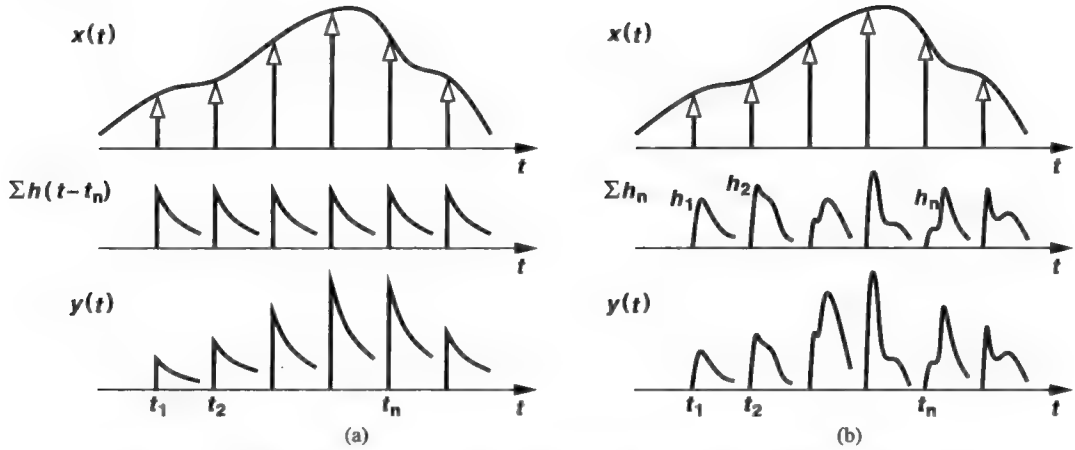 x(t)
t
Σh(t-tₙ)
t
y(t)
t₁ t₂ tₙ t
(a)
x(t)
t
Σhₙ h₁ h₂ hₙ
t
y(t)
t₁ t₂ tₙ t
(b)